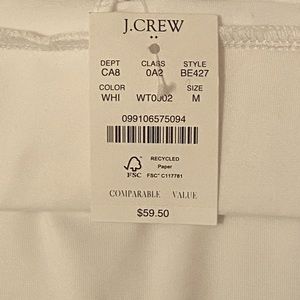 J.CREW
DEPT CLASS STYLE
CA8 0A2 BE427
COLOR SIZE
WHI WT0002 M
099106575094
RECYCLED
Paper
FSC FSC® C117781
COMPARABLE VALUE
$59.50